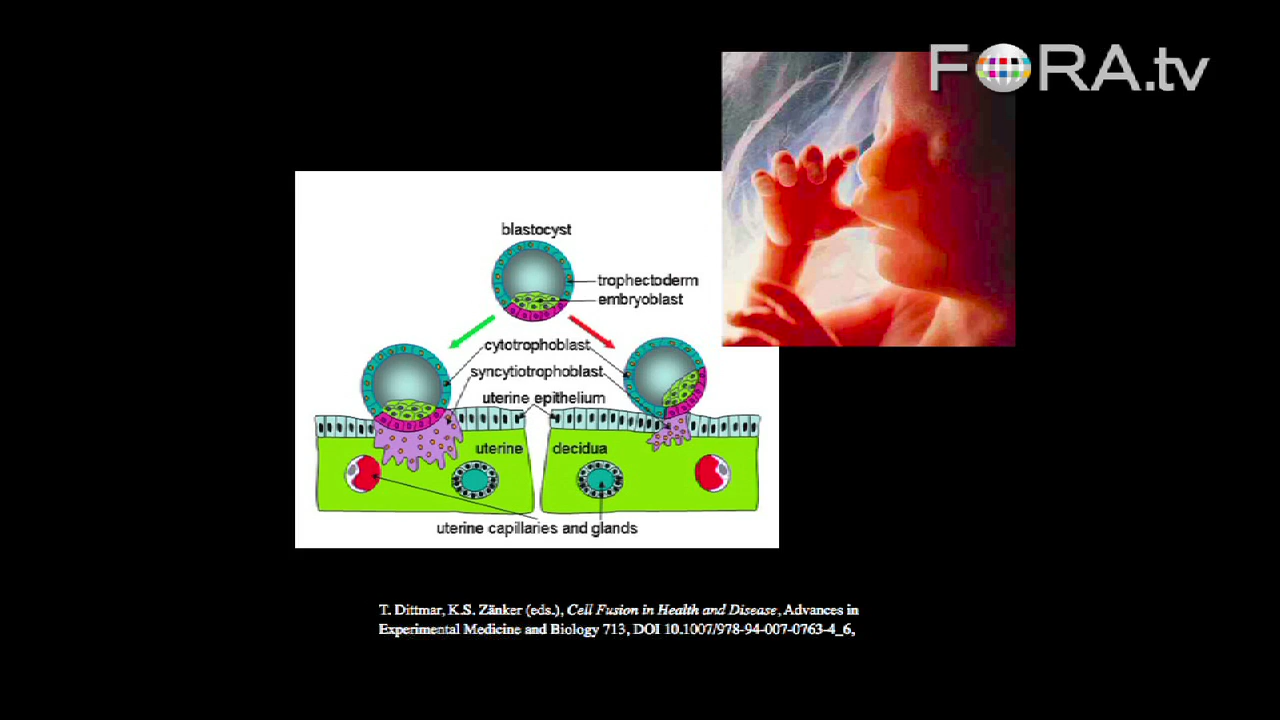 FORA.tv
blastocyst
trophectoderm
embryoblast
cytotrophoblast
syncytiotrophoblast
uterine epithelium
uterine decidua
uterine capillaries and glands
T. Dittmar, K.S. Zänker (eds.), Cell Fusion in Health and Disease, Advances in
Experimental Medicine and Biology 713, DOI 10.1007/978-94-007-0763-4_6,